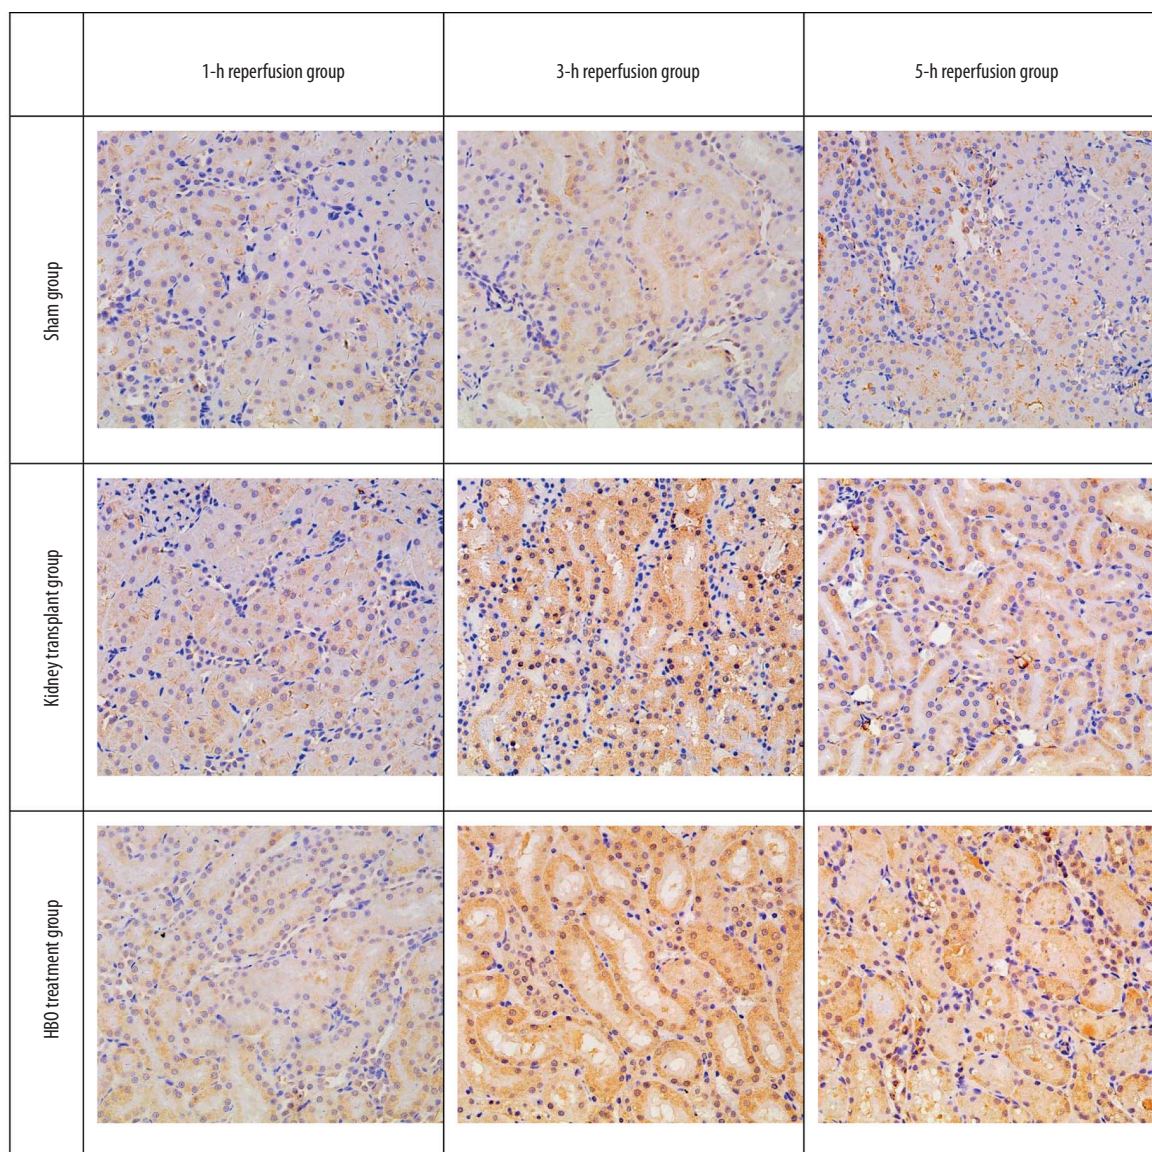 1-h reperfusion group
3-h reperfusion group
5-h reperfusion group
Sham group
Kidney transplant group
HBO treatment group